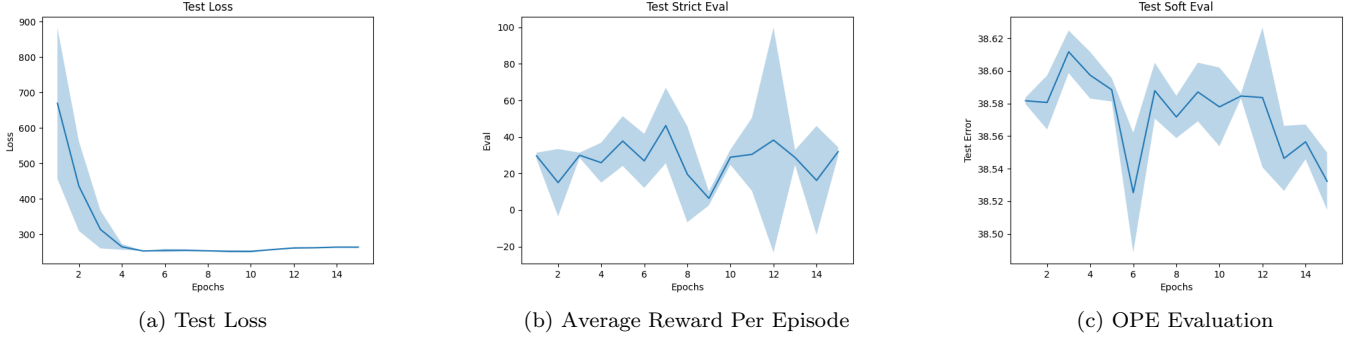 Test Loss
900
800
700
600
500
400
300
Loss
2 4 6 8 10 12 14
Epochs
(a) Test Loss
Test Strict Eval
100
80
60
40
20
0
−20
Eval
2 4 6 8 10 12 14
Epochs
(b) Average Reward Per Episode
Test Soft Eval
38.62
38.60
38.58
38.56
38.54
38.52
38.50
Test Error
2 4 6 8 10 12 14
Epochs
(c) OPE Evaluation